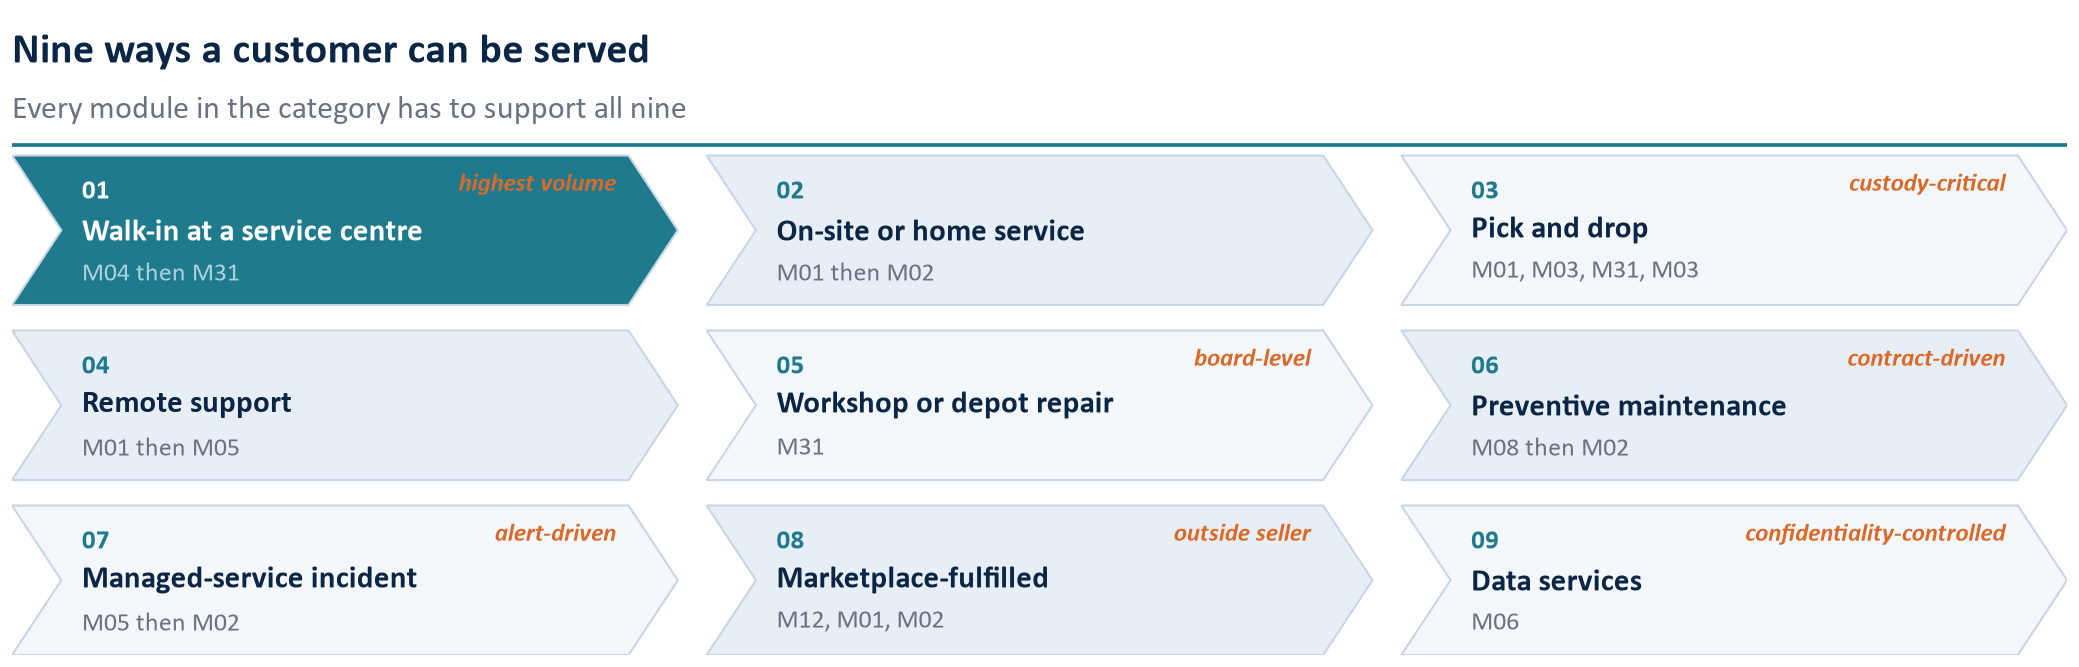 Nine ways a customer can be served
Every module in the category has to support all nine
01
highest volume
Walk-in at a service centre
M04 then M31
02
On-site or home service
M01 then M02
03
custody-critical
Pick and drop
M01, M03, M31, M03
04
Remote support
M01 then M05
05
board-level
Workshop or depot repair
M31
06
contract-driven
Preventive maintenance
M08 then M02
07
alert-driven
Managed-service incident
M05 then M02
08
outside seller
Marketplace-fulfilled
M12, M01, M02
09
confidentiality-controlled
Data services
M06